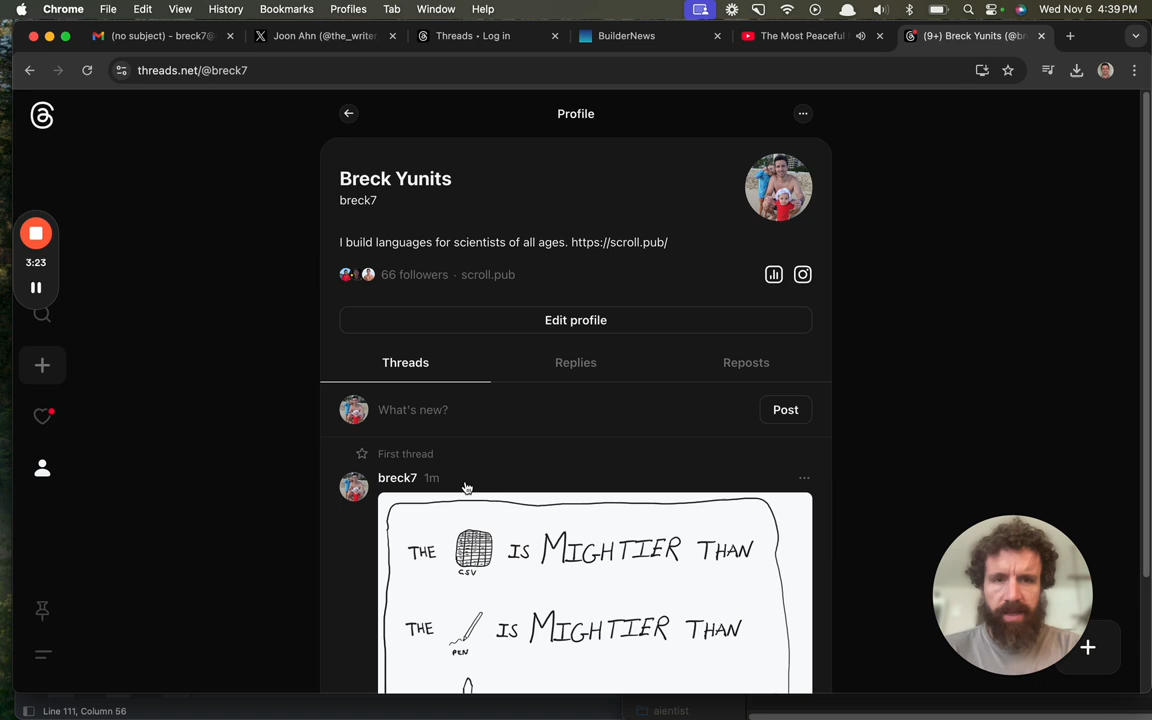 Chrome File Edit View History Bookmarks Profiles Tab Window Help Wed Nov 6 4:39 PM
(no subject) - breck7@ Joon Ahn (@the_writer Threads • Log in BuilderNews The Most Peaceful (9+) Breck Yunits (@br
threads.net/@breck7
Profile
Breck Yunits
breck7
I build languages for scientists of all ages. https://scroll.pub/
66 followers · scroll.pub
3:23
Edit profile
Threads Replies Reposts
What's new? Post
First thread
breck7 1m
THE IS MIGHTIER THAN
CSV
THE IS MIGHTIER THAN
PEN
Line 111, Column 56
aientist